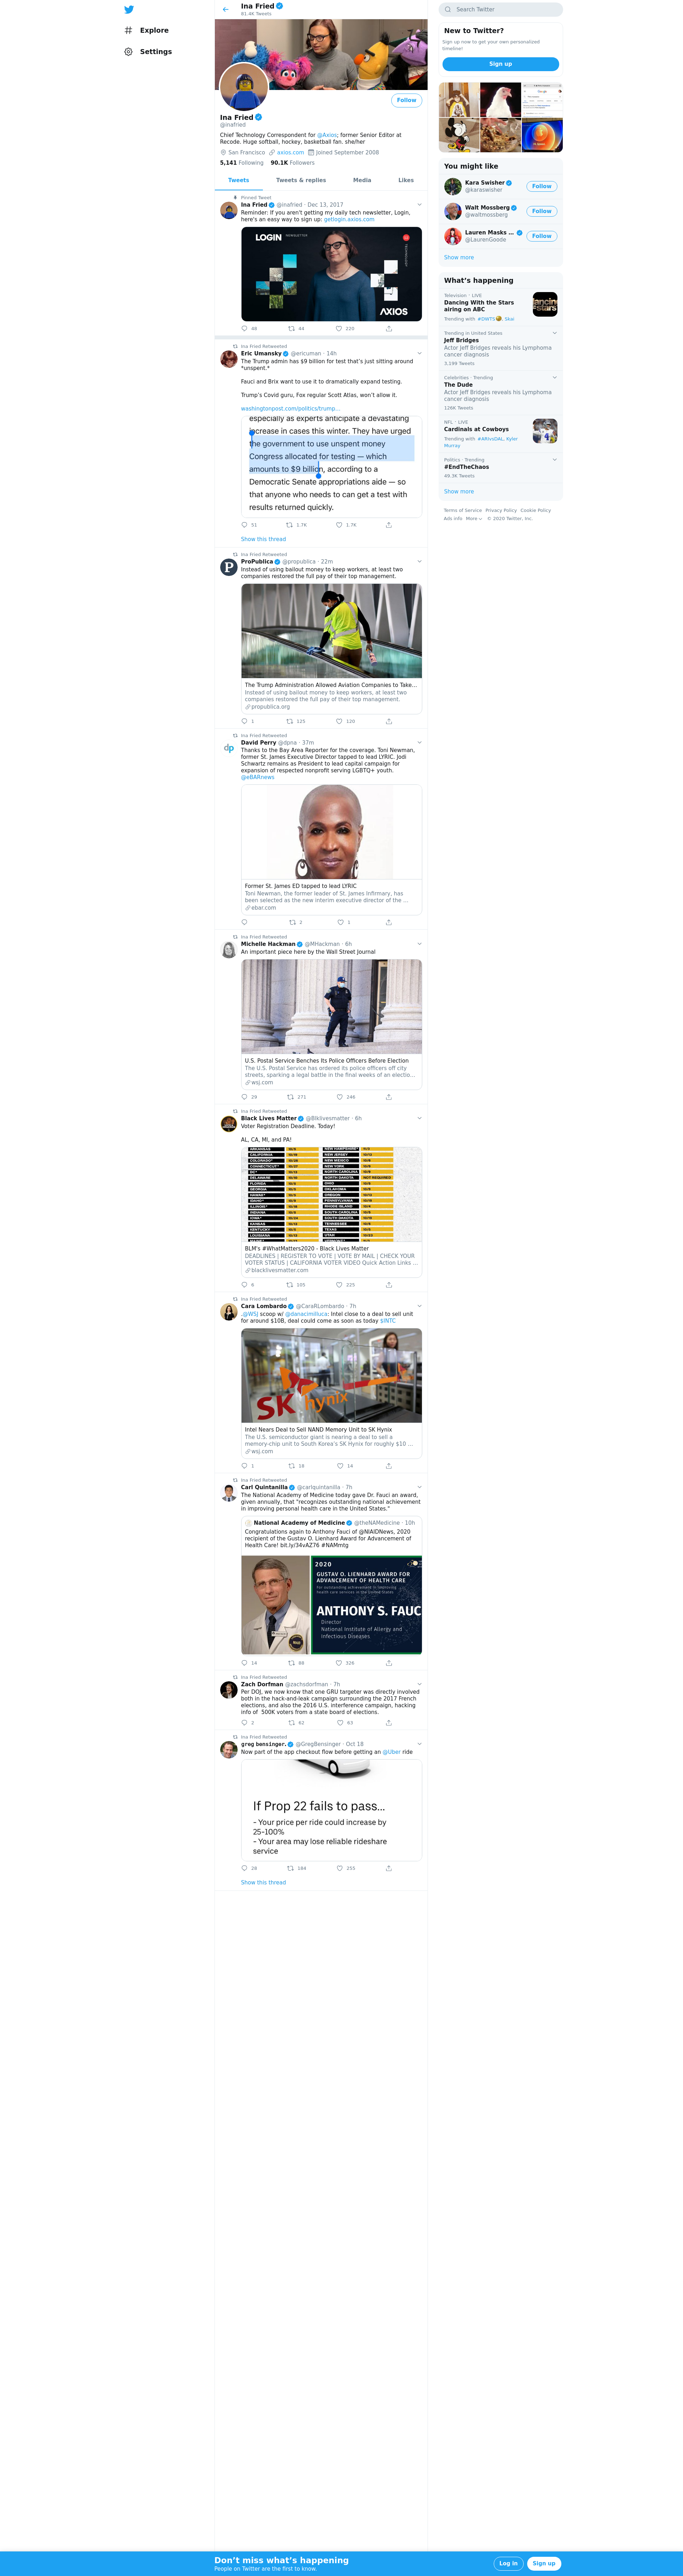 Explore
Settings
Ina Fried
91.4K Tweets
Follow
Ina Fried
@inafried
Chief Technology Correspondent for @Axios; former Senior Editor at
Recode. Huge softball, hockey, basketball fan. she/her
San Francisco axios.com Joined September 2008
5,141 Following 90.1K Followers
Tweets Tweets & replies Media Likes
Pinned Tweet
Ina Fried @inafried · Dec 13, 2017
Reminder: If you aren't getting my daily tech newsletter, Login,
here's an easy way to sign up: getlogin.axios.com
LOGIN NEWSLETTER
AXIOS
48 44 220
Ina Fried Retweeted
Eric Umansky @ericuman · 14h
The Trump admin has $9 billion for test that's just sitting around
*unspent.*
Fauci and Brix want to use it to dramatically expand testing.
Trump's Covid guru, Fox regular Scott Atlas, won't allow it.
washingtonpost.com/politics/trump…
especially as experts anticipate a devastating
increase in cases this winter. They have urged
the government to use unspent money
Congress allocated for testing — which
amounts to $9 billion, according to a
Democratic Senate appropriations aide — so
that anyone who needs to can get a test with
results returned quickly.
51 1.7K 1.7K
Show this thread
Ina Fried Retweeted
ProPublica @propublica · 22m
Instead of using bailout money to keep workers, at least two
companies restored the full pay of their top management.
The Trump Administration Allowed Aviation Companies to Take…
Instead of using bailout money to keep workers, at least two
companies restored the full pay of their top management.
propublica.org
1 125 120
Ina Fried Retweeted
David Perry @dpna · 37m
Thanks to the Bay Area Reporter for the coverage. Toni Newman,
former St. James Executive Director tapped to lead LYRIC. Jodi
Schwartz remains as President to lead capital campaign for
expansion of respected nonprofit serving LGBTQ+ youth.
@eBARnews
Former St. James ED tapped to lead LYRIC
Toni Newman, the former leader of St. James Infirmary, has
been selected as the new interim executive director of the …
ebar.com
2 1
Ina Fried Retweeted
Michelle Hackman @MHackman · 6h
An important piece here by the Wall Street Journal
U.S. Postal Service Benches Its Police Officers Before Election
The U.S. Postal Service has ordered its police officers off city
streets, sparking a legal battle in the final weeks of an electio…
wsj.com
29 271 246
Ina Fried Retweeted
Black Lives Matter @Blklivesmatter · 6h
Voter Registration Deadline. Today!
AL, CA, MI, and PA!
BLM's #WhatMatters2020 - Black Lives Matter
DEADLINES | REGISTER TO VOTE | VOTE BY MAIL | CHECK YOUR
VOTER STATUS | CALIFORNIA VOTER VIDEO Quick Action Links …
blacklivesmatter.com
6 105 225
Ina Fried Retweeted
Cara Lombardo @CaraRLombardo · 7h
.@WSJ scoop w/ @danacimilluca: Intel close to a deal to sell unit
for around $10B, deal could come as soon as today $INTC
SK hynix
Intel Nears Deal to Sell NAND Memory Unit to SK Hynix
The U.S. semiconductor giant is nearing a deal to sell a
memory-chip unit to South Korea's SK Hynix for roughly $10 …
wsj.com
1 18 14
Ina Fried Retweeted
Carl Quintanilla @carlquintanilla · 7h
The National Academy of Medicine today gave Dr. Fauci an award,
given annually, that "recognizes outstanding national achievement
in improving personal health care in the United States."
National Academy of Medicine @theNAMedicine · 10h
Congratulations again to Anthony Fauci of @NIAIDNews, 2020
recipient of the Gustav O. Lienhard Award for Advancement of
Health Care! bit.ly/34vAZ76 #NAMmtg
2020
GUSTAV O. LIENHARD AWARD FOR
ADVANCEMENT OF HEALTH CARE
for outstanding achievement in improving
health care services in the United States
ANTHONY S. FAUC
Director
National Institute of Allergy and
Infectious Diseases
14 88 326
Ina Fried Retweeted
Zach Dorfman @zachsdorfman · 7h
Per DOJ, we now know that one GRU targeter was directly involved
both in the hack-and-leak campaign surrounding the 2017 French
elections, and also the 2016 U.S. interference campaign, hacking
info of 500K voters from a state board of elections.
2 62 63
Ina Fried Retweeted
greg bensinger. @GregBensinger · Oct 18
Now part of the app checkout flow before getting an @Uber ride
If Prop 22 fails to pass...
- Your price per ride could increase by
25-100%
- Your area may lose reliable rideshare
service
28 184 255
Show this thread
Search Twitter
New to Twitter?
Sign up now to get your own personalized
timeline!
Sign up
You might like
Kara Swisher
@karaswisher
Follow
Walt Mossberg
@waltmossberg
Follow
Lauren Masks …
@LaurenGoode
Follow
Show more
What's happening
Television · LIVE
Dancing With the Stars
airing on ABC
Trending with #DWTS, Skai
Trending in United States
Jeff Bridges
Actor Jeff Bridges reveals his Lymphoma
cancer diagnosis
3,199 Tweets
Celebrities · Trending
The Dude
Actor Jeff Bridges reveals his Lymphoma
cancer diagnosis
126K Tweets
NFL · LIVE
Cardinals at Cowboys
Trending with #ARIvsDAL, Kyler
Murray
Politics · Trending
#EndTheChaos
49.3K Tweets
Show more
Terms of Service Privacy Policy Cookie Policy
Ads info More © 2020 Twitter, Inc.
Don't miss what's happening
People on Twitter are the first to know.
Log in
Sign up